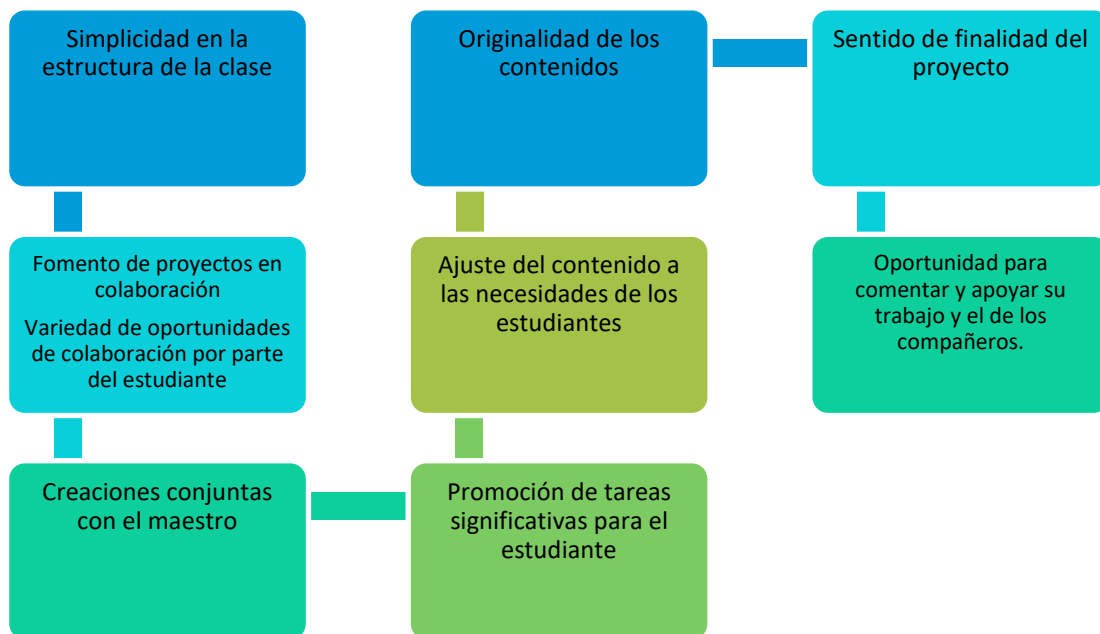 Simplicidad en la
estructura de la clase
Fomento de proyectos en
colaboración
Variedad de oportunidades
de colaboración por parte
del estudiante
Creaciones conjuntas
con el maestro
Promoción de tareas
significativas para el
estudiante
Ajuste del contenido a
las necesidades de los
estudiantes
Originalidad de los
contenidos
Sentido de finalidad del
proyecto
Oportunidad para
comentar y apoyar su
trabajo y el de los
compañeros.